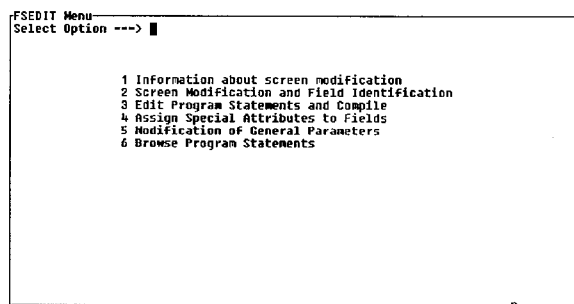 FSEDIT Menu
Select Option ---> 
1 Information about screen modification
2 Screen Modification and Field Identification
3 Edit Program Statements and Compile
4 Assign Special Attributes to Fields
5 Modification of General Parameters
6 Browse Program Statements